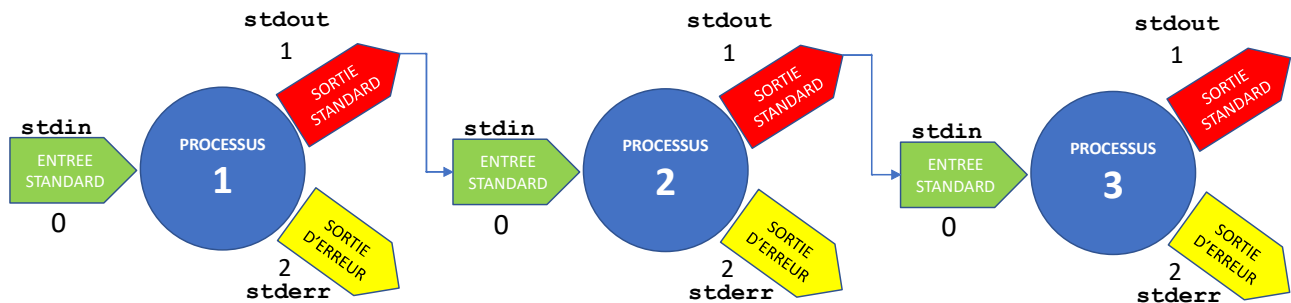 stdout
1
SORTIE
STANDARD
stdin
ENTREE
STANDARD
0
PROCESSUS
1
SORTIE
D'ERREUR
2
stderr
stdout
1
SORTIE
STANDARD
stdin
ENTREE
STANDARD
0
PROCESSUS
2
SORTIE
D'ERREUR
2
stderr
stdout
1
SORTIE
STANDARD
stdin
ENTREE
STANDARD
0
PROCESSUS
3
SORTIE
D'ERREUR
2
stderr